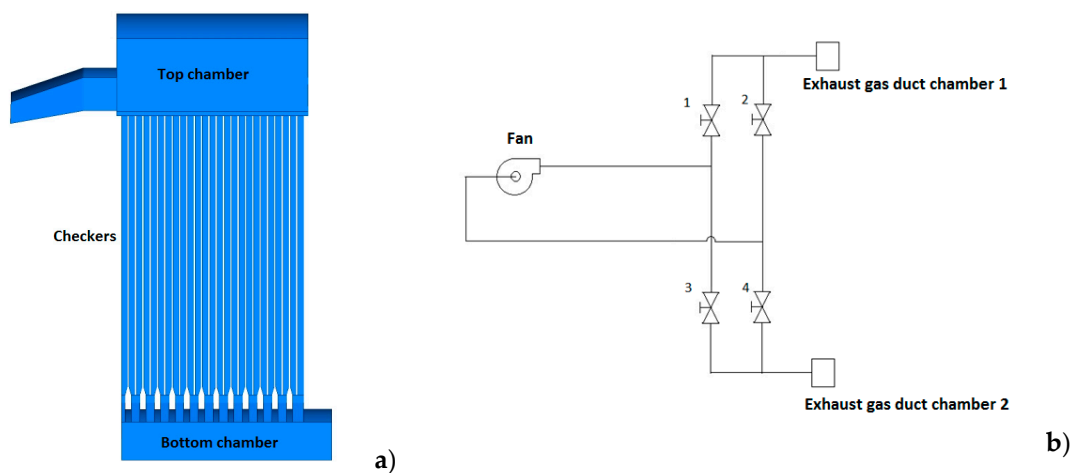 Top chamber
Checkers
Bottom chamber
a)
Fan
1
2
Exhaust gas duct chamber 1
3
4
Exhaust gas duct chamber 2
b)